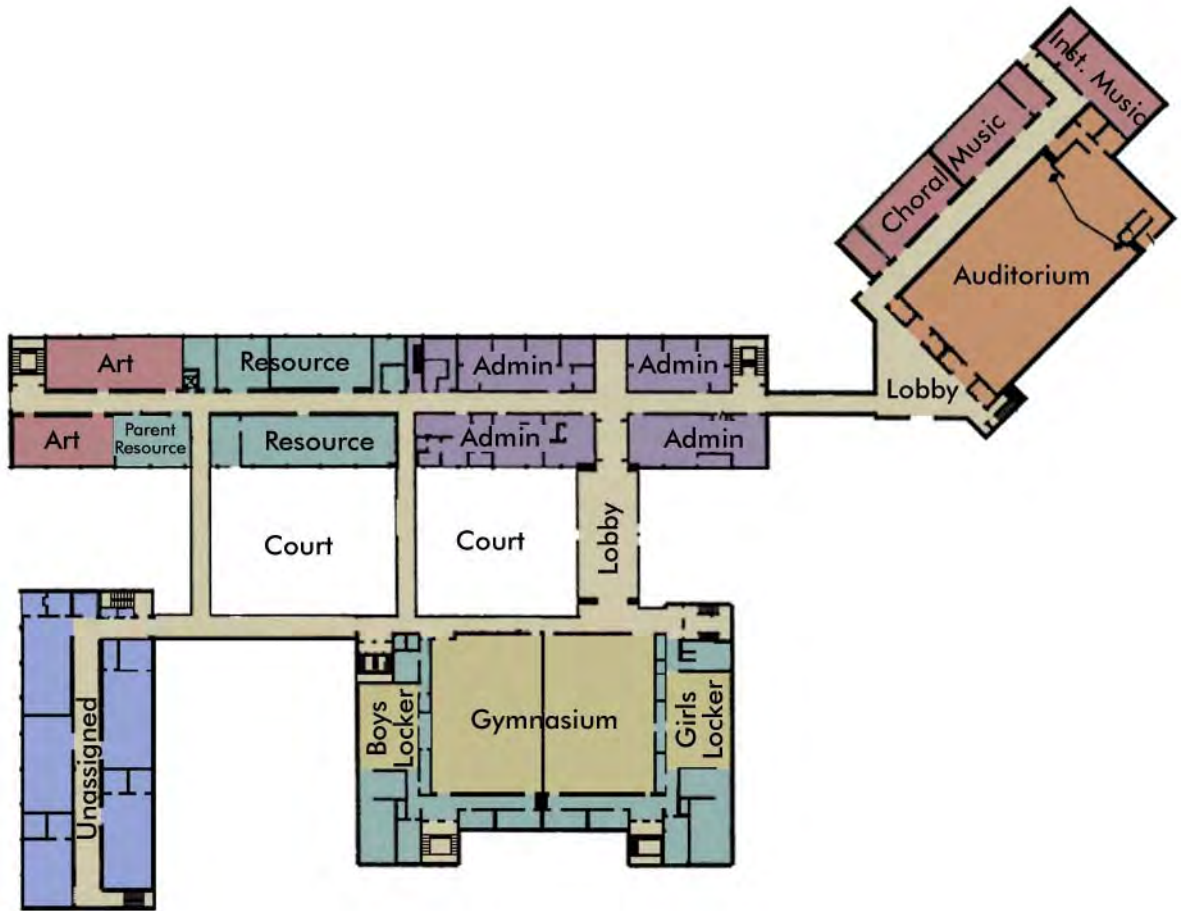 Inst. Music
Choral Music
Auditorium
Art
Resource
Admin
Admin
Lobby
Art
Parent
Resource
Resource
Admin
Admin
Court
Court
Lobby
Unassigned
Boys
Locker
Gymnasium
Girls
Locker